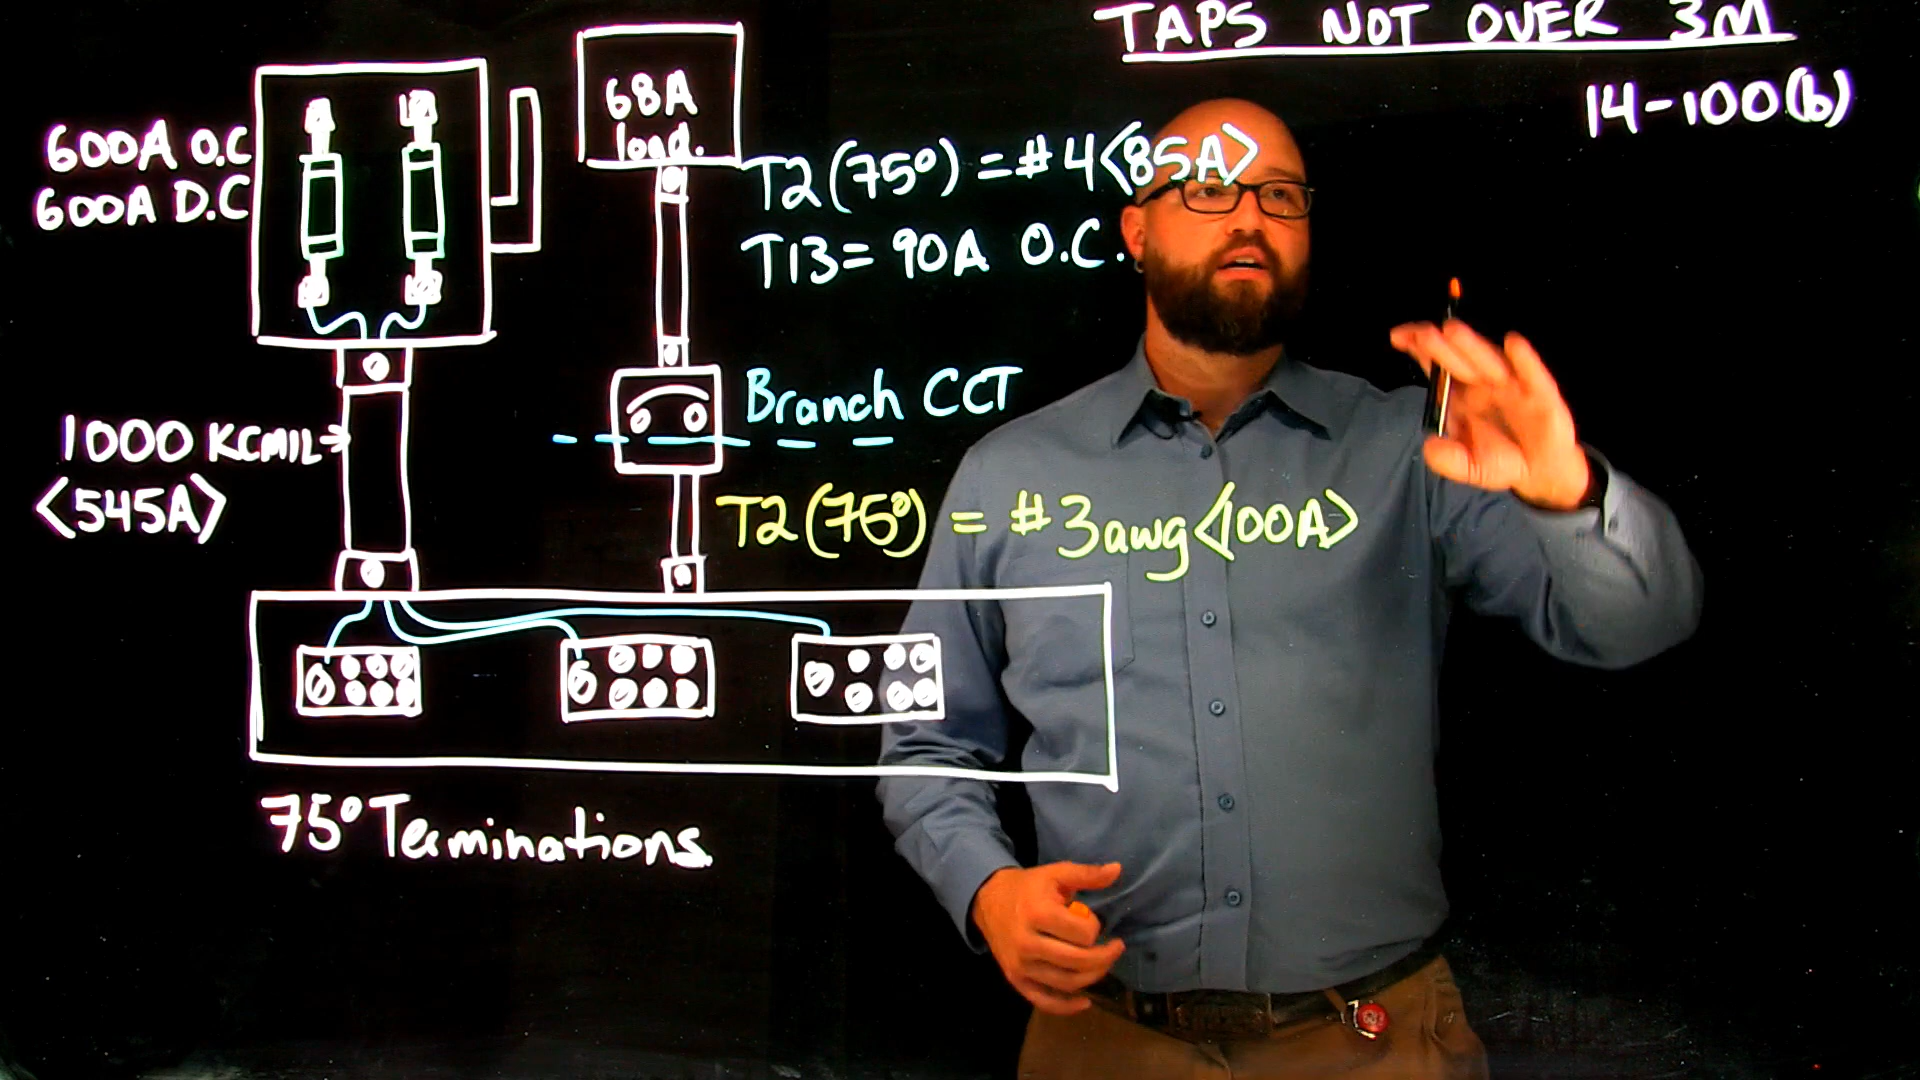 TAPS NOT OVER 3M
14-100(b)
600A O.C
600A D.C
68A
load.
T2(75°) = #4<85A>
T13 = 90A O.C.
Branch CCT
1000 KCMIL→
<545A>
T2(75°) = #3awg<100A>
75° Terminations